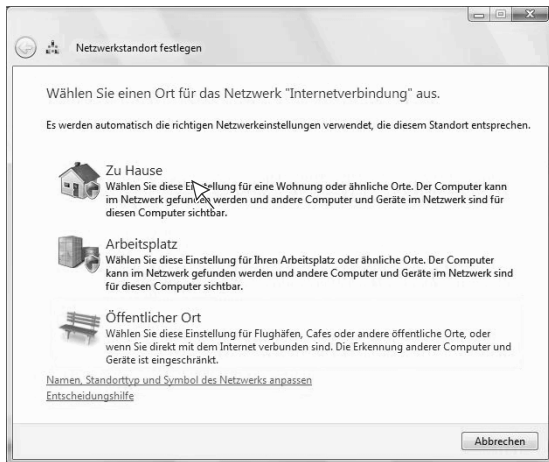 Netzwerkstandort festlegen
Wählen Sie einen Ort für das Netzwerk "Internetverbindung" aus.
Es werden automatisch die richtigen Netzwerkeinstellungen verwendet, die diesem Standort entsprechen.
Zu Hause
Wählen Sie diese Einstellung für eine Wohnung oder ähnliche Orte. Der Computer kann
im Netzwerk gefunden werden und andere Computer und Geräte im Netzwerk sind für
diesen Computer sichtbar.
Arbeitsplatz
Wählen Sie diese Einstellung für Ihren Arbeitsplatz oder ähnliche Orte. Der Computer
kann im Netzwerk gefunden werden und andere Computer und Geräte im Netzwerk sind
für diesen Computer sichtbar.
Öffentlicher Ort
Wählen Sie diese Einstellung für Flughäfen, Cafes oder andere öffentliche Orte, oder
wenn Sie direkt mit dem Internet verbunden sind. Die Erkennung anderer Computer und
Geräte ist eingeschränkt.
Namen, Standorttyp und Symbol des Netzwerks anpassen
Entscheidungshilfe
Abbrechen